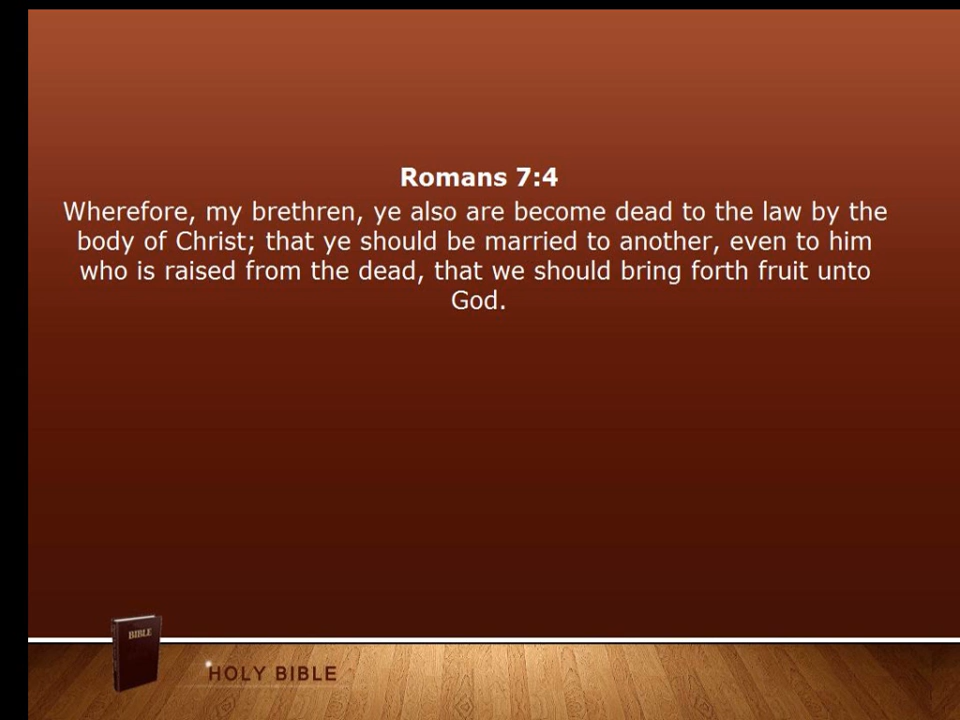 Romans 7:4
Wherefore, my brethren, ye also are become dead to the law by the
body of Christ; that ye should be married to another, even to him
who is raised from the dead, that we should bring forth fruit unto
God.
BIBLE
HOLY BIBLE